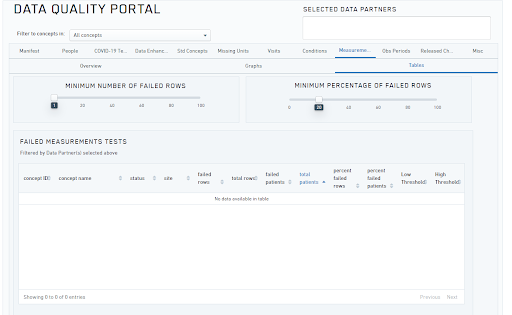 DATA QUALITY PORTAL
SELECTED DATA PARTNERS
Filter to concepts in: All concepts
Manifest People COVID-19 Te... Data Enhanc... Std Concepts Missing Units Visits Conditions Measureme... Obs Periods Released Ch... Misc
Overview Graphs Tables
MINIMUM NUMBER OF FAILED ROWS
1 20 40 60 80 100
MINIMUM PERCENTAGE OF FAILED ROWS
0 20 40 60 80 100
FAILED MEASUREMENTS TESTS
Filtered by Data Partner(s) selected above
concept ID concept name status site failed rows total rows failed patients total patients percent failed rows percent failed patients Low Threshold High Threshold
No data available in table
Showing 0 to 0 of 0 entries
Previous Next